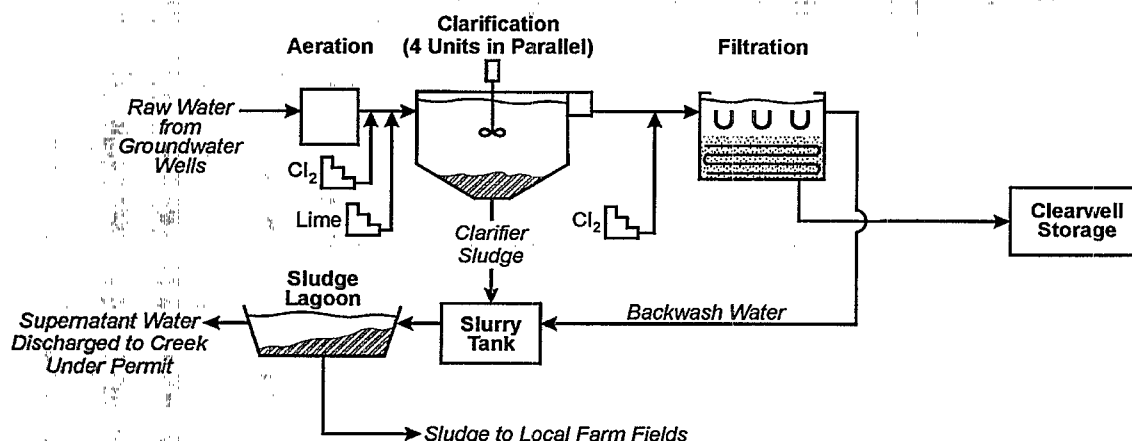 Clarification
(4 Units in Parallel)
Aeration
Filtration
Raw Water
from
Groundwater
Wells
Cl2
Lime
Cl2
Clarifier
Sludge
Clearwell
Storage
Sludge
Lagoon
Supernatant Water
Discharged to Creek
Under Permit
Slurry
Tank
Backwash Water
Sludge to Local Farm Fields